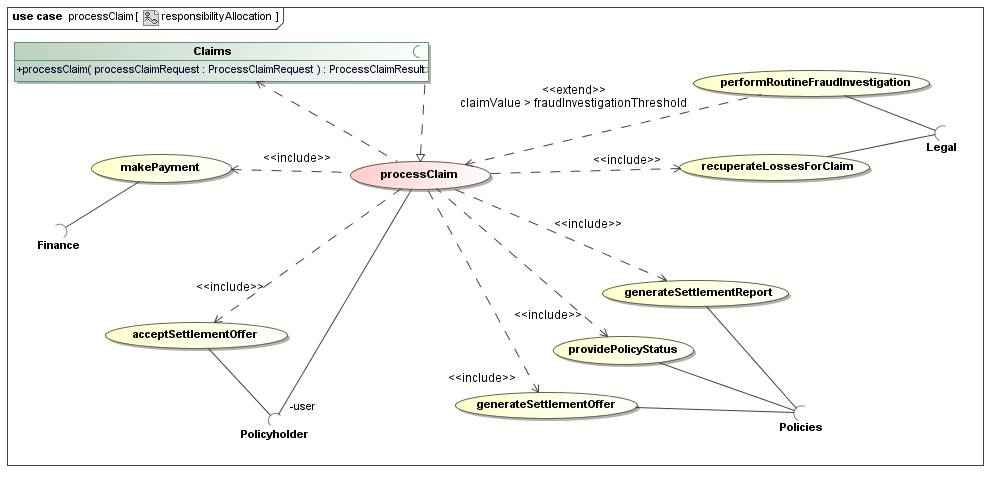 use case processClaim[ responsibilityAllocation ]
Claims
+processClaim( processClaimRequest : ProcessClaimRequest ) : ProcessClaimResult
performRoutineFraudInvestigation
<<extend>>
claimValue > fraudInvestigationThreshold
Legal
<<include>>
<<include>>
makePayment
recuperateLossesForClaim
processClaim
<<include>>
Finance
<<include>>
generateSettlementReport
<<include>>
acceptSettlementOffer
providePolicyStatus
<<include>>
generateSettlementOffer
-user
Policyholder
Policies